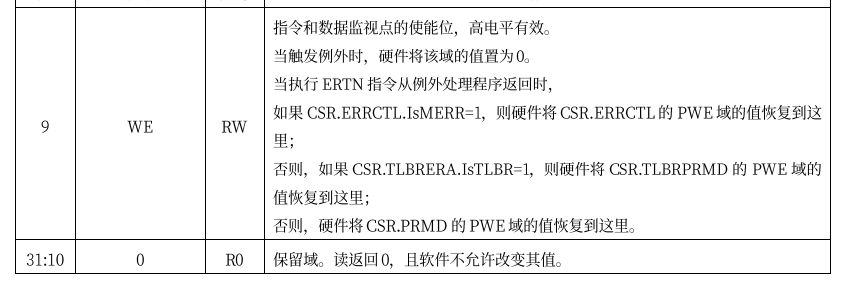 指令和数据监视点的使能位，高电平有效。
当触发例外时，硬件将该域的值置为0。
当执行 ERTN 指令从例外处理程序返回时，
如果 CSR.ERRCTL.IsMERR=1，则硬件将 CSR.ERRCTL 的 PWE 域的值恢复到这
9 WE RW
里；
否则，如果 CSR.TLBRERA.IsTLBR=1，则硬件将 CSR.TLBRPRMD 的 PWE 域的
值恢复到这里；
否则，硬件将 CSR.PRMD 的 PWE 域的值恢复到这里。
31:10 0 R0 保留域。读返回 0，且软件不允许改变其值。